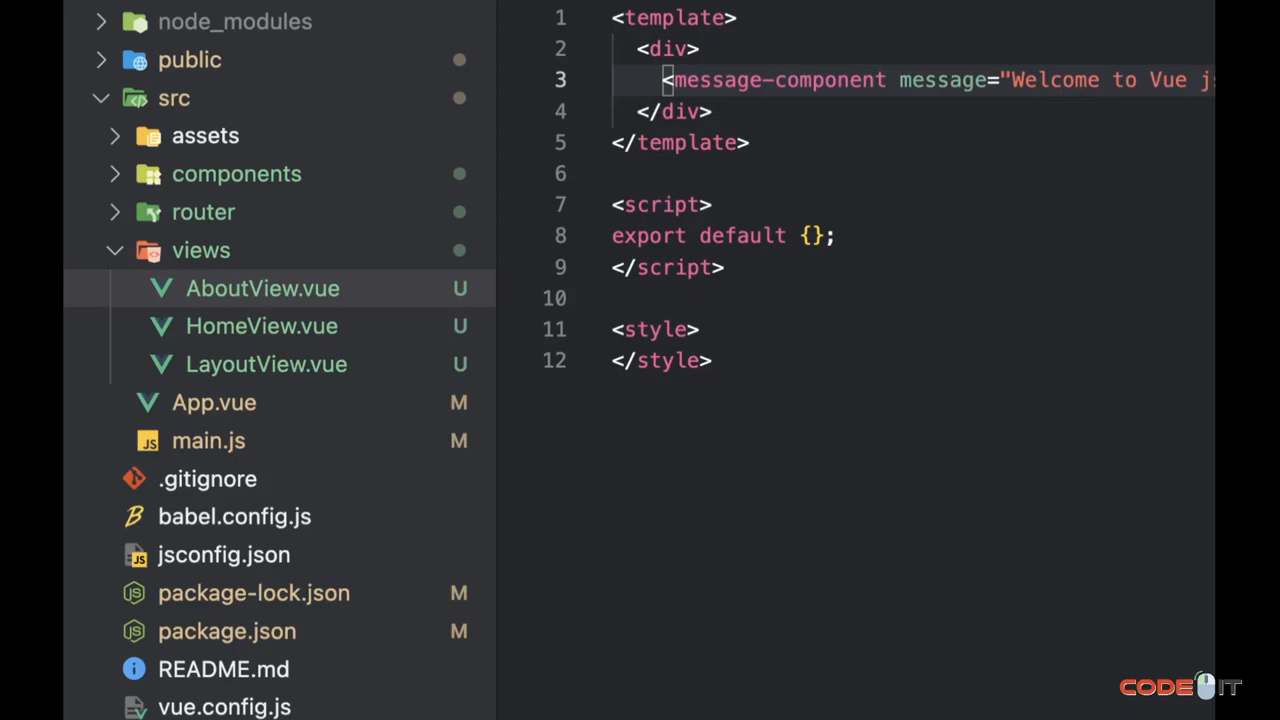 node_modules
public
src
assets
components
router
views
AboutView.vue U
HomeView.vue U
LayoutView.vue U
App.vue M
JS main.js M
.gitignore
babel.config.js
JS jsconfig.json
package-lock.json M
package.json M
README.md
vue.config.js
1 <template>
2 <div>
3 <message-component message="Welcome to Vue js
4 </div>
5 </template>
6
7 <script>
8 export default {};
9 </script>
10
11 <style>
12 </style>
CODE IT